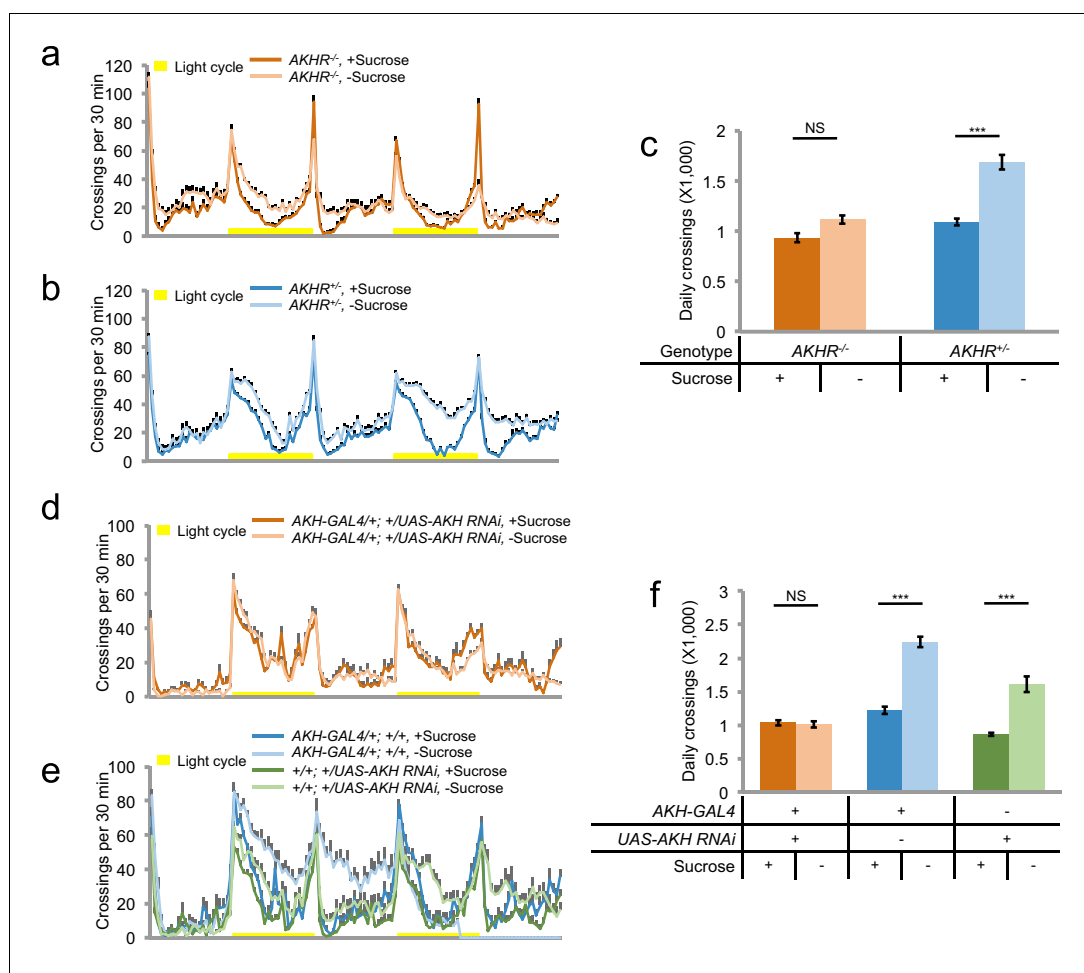 a
120
100
80
60
40
20
0
Crossings per 30 min
Light cycle
AKHR-/-, +Sucrose
AKHR-/-, -Sucrose
b
120
100
80
60
40
20
0
Crossings per 30 min
Light cycle
AKHR+/-, +Sucrose
AKHR+/-, -Sucrose
c
2
1.5
1
0.5
0
Daily crossings (X1,000)
NS
***
Genotype AKHR-/- AKHR+/-
Sucrose + - + -
d
100
80
60
40
20
0
Crossings per 30 min
Light cycle
AKH-GAL4/+; +/UAS-AKH RNAi, +Sucrose
AKH-GAL4/+; +/UAS-AKH RNAi, -Sucrose
e
100
80
60
40
20
0
Crossings per 30 min
Light cycle
AKH-GAL4/+; +/+, +Sucrose
AKH-GAL4/+; +/+, -Sucrose
+/+; +/UAS-AKH RNAi, +Sucrose
+/+; +/UAS-AKH RNAi, -Sucrose
f
3
2.5
2
1.5
1
0.5
0
Daily crossings (X1,000)
NS
***
***
AKH-GAL4 + + -
UAS-AKH RNAi + - +
Sucrose + - + - + -